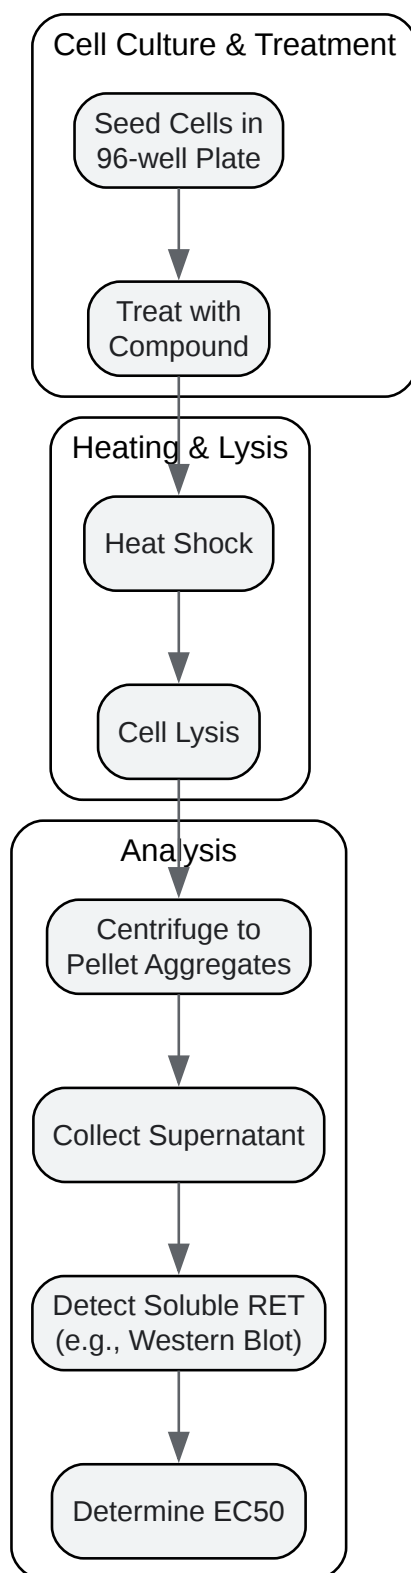 Cell Culture & Treatment
Seed Cells in
96-well Plate
Treat with
Compound
Heating & Lysis
Heat Shock
Cell Lysis
Analysis
Centrifuge to
Pellet Aggregates
Collect Supernatant
Detect Soluble RET
(e.g., Western Blot)
Determine EC50